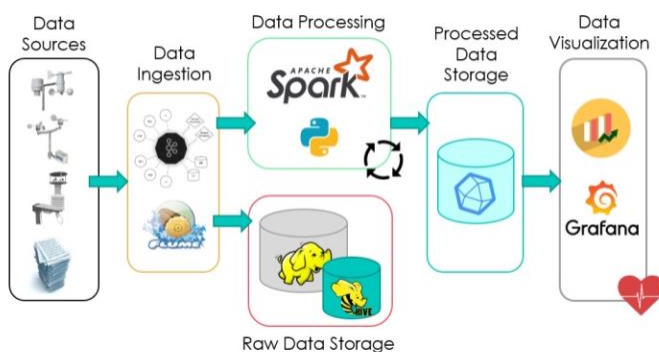 Data
Sources
Data
Ingestion
Data Processing
APACHE
Spark
Processed
Data
Storage
Data
Visualization
Grafana
HIVE
Raw Data Storage